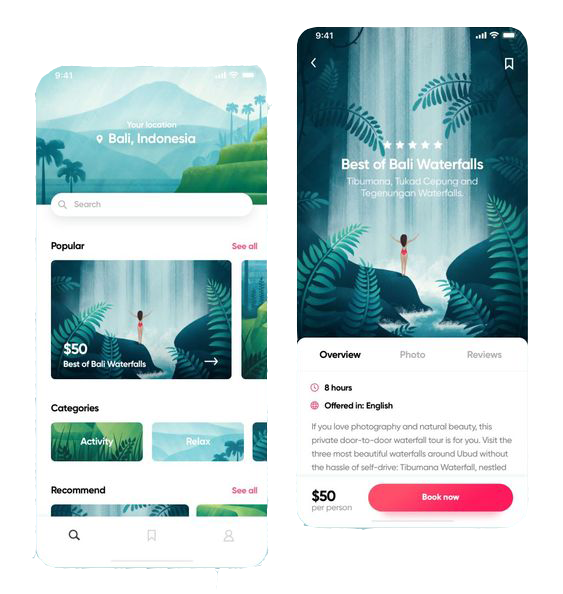 9:41
Your location
Bali, Indonesia
Search
Popular
See all
$50
Best of Bali Waterfalls
Categories
Activity
Relax
Recommend
See all
9:41
Best of Bali Waterfalls
Tibumana, Tukad Cepung and
Tegenungan Waterfalls.
Overview
Photo
Reviews
8 hours
Offered in: English
If you love photography and natural beauty, this
private door-to-door waterfall tour is for you. Visit the
three most beautiful waterfalls around Ubud without
the hassle of self-drive: Tibumana Waterfall, nestled
$50
per person
Book now